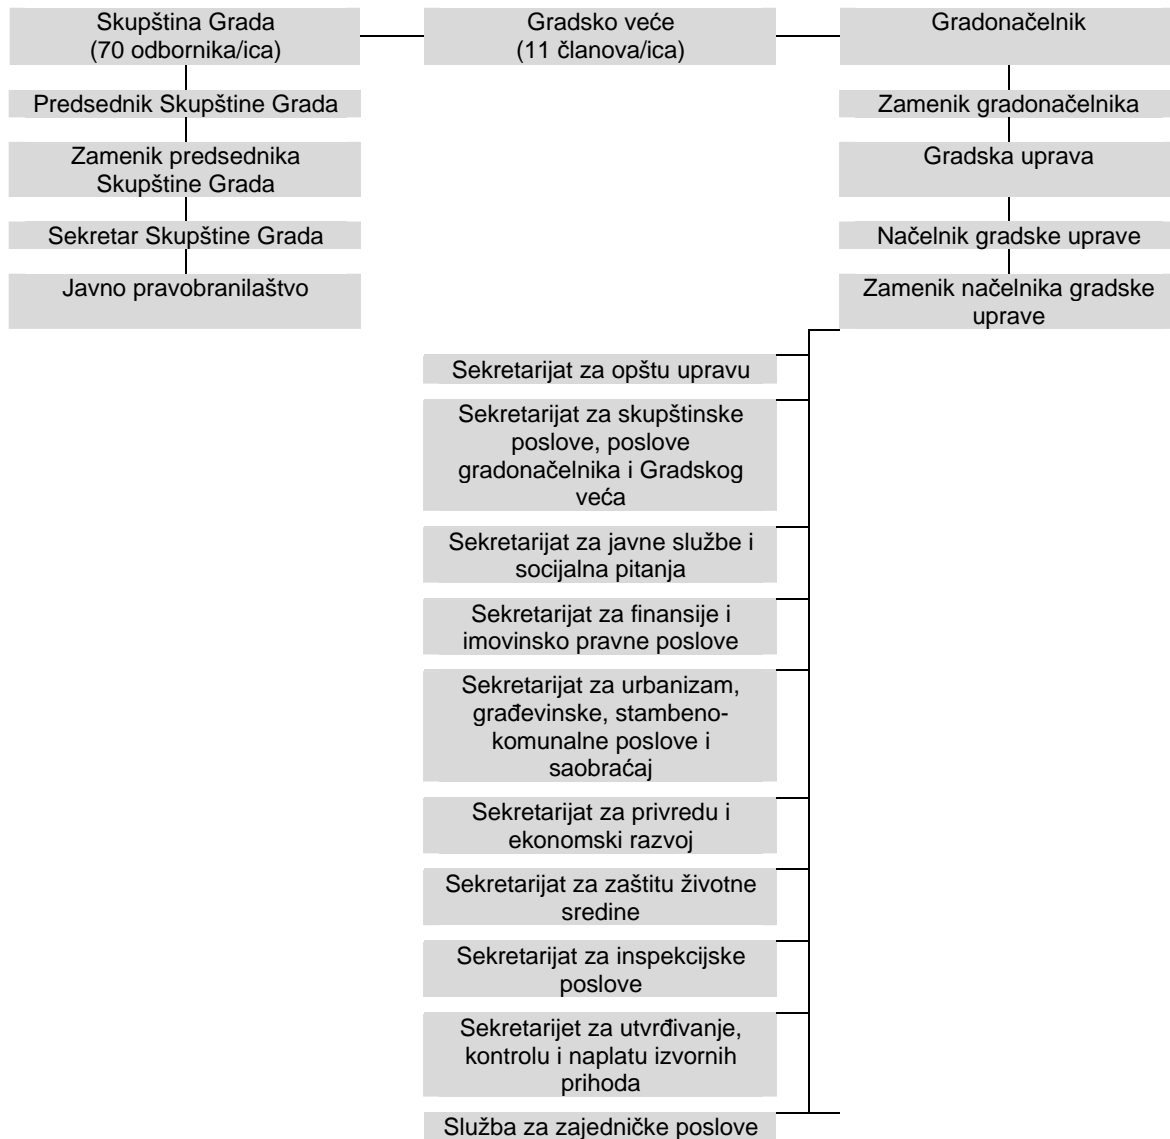 Skupština Grada
(70 odbornika/ica)
Gradsko veće
(11 članova/ica)
Gradonačelnik
Predsednik Skupštine Grada
Zamenik gradonačelnika
Zamenik predsednika
Skupštine Grada
Gradska uprava
Sekretar Skupštine Grada
Načelnik gradske uprave
Javno pravobranilaštvo
Zamenik načelnika gradske
uprave
Sekretarijat za opštu upravu
Sekretarijat za skupštinske
poslove, poslove
gradonačelnika i Gradskog
veća
Sekretarijat za javne službe i
socijalna pitanja
Sekretarijat za finansije i
imovinsko pravne poslove
Sekretarijat za urbanizam,
građevinske, stambeno-
komunalne poslove i
saobraćaj
Sekretarijat za privredu i
ekonomski razvoj
Sekretarijat za zaštitu životne
sredine
Sekretarijat za inspekcijske
poslove
Sekretarijet za utvrđivanje,
kontrolu i naplatu izvornih
prihoda
Služba za zajedničke poslove